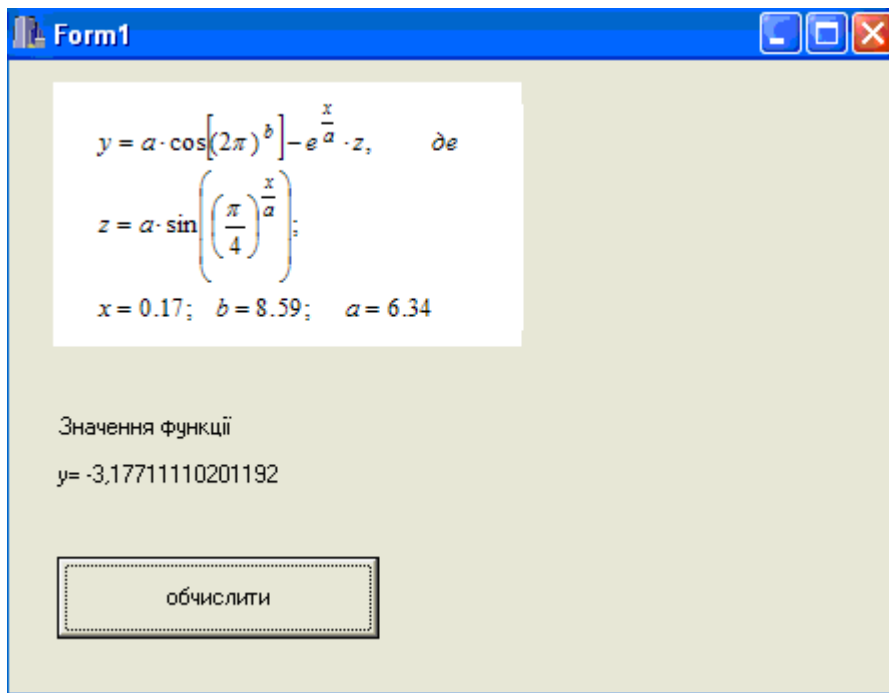 Form1
y = a · cos[(2π)^b] − e^(x/a) · z, де
z = a · sin((π/4)^(x/a));
x = 0.17; b = 8.59; a = 6.34
Значення функції
y= -3,17711110201192
обчислити